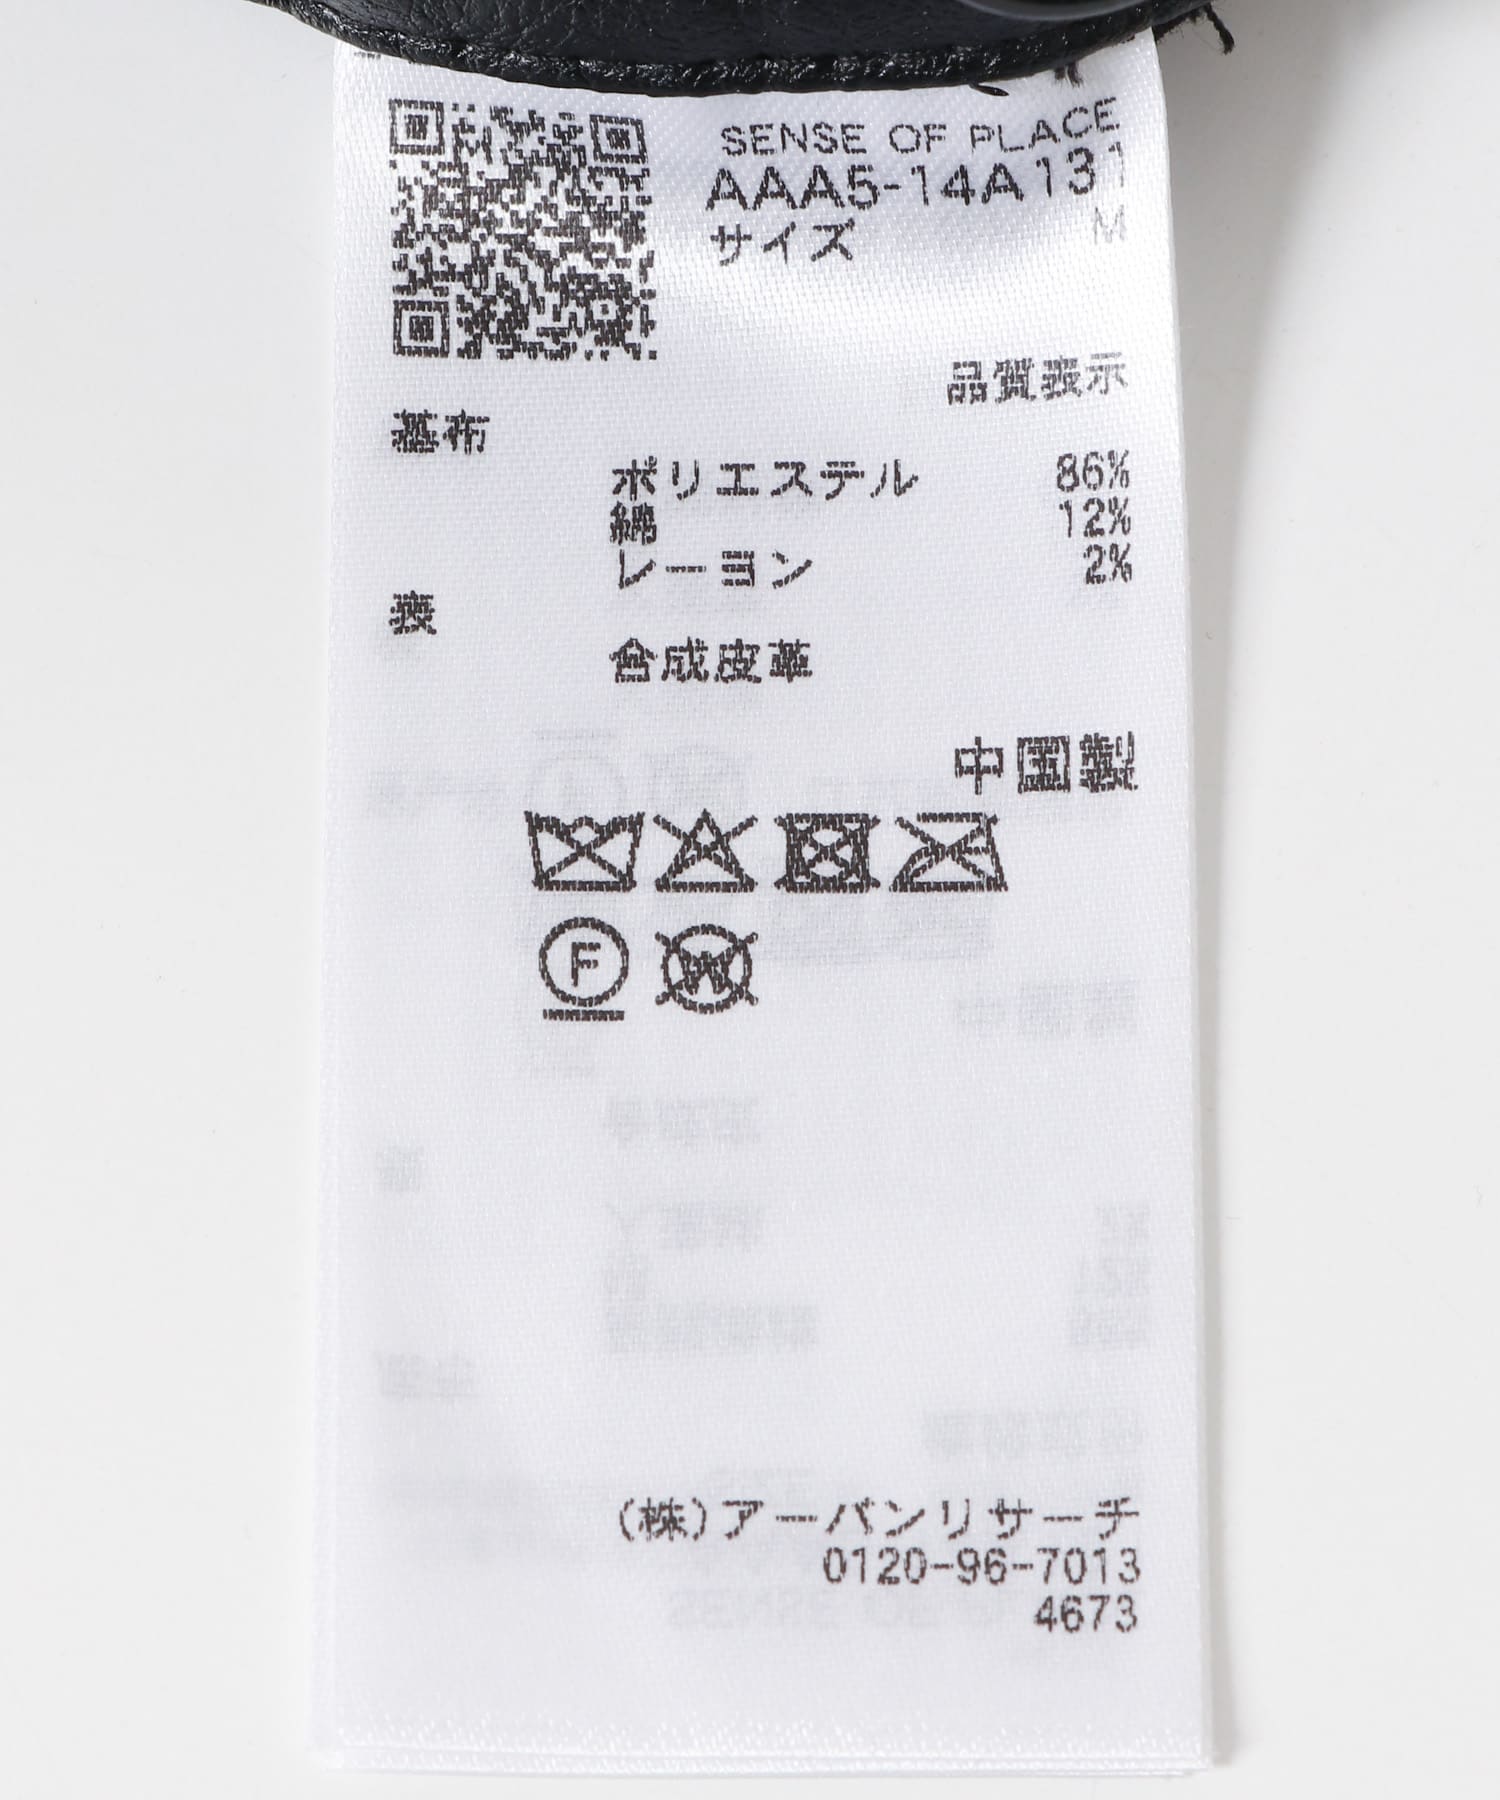 SENSE OF PLACE
AAA5-14A131
サイズ M
品質表示
基布
ポリエステル 86%
綿 12%
レーヨン 2%
表
合成皮革
中国製
F
W
(株)アーバンリサーチ
0120-96-7013
4673